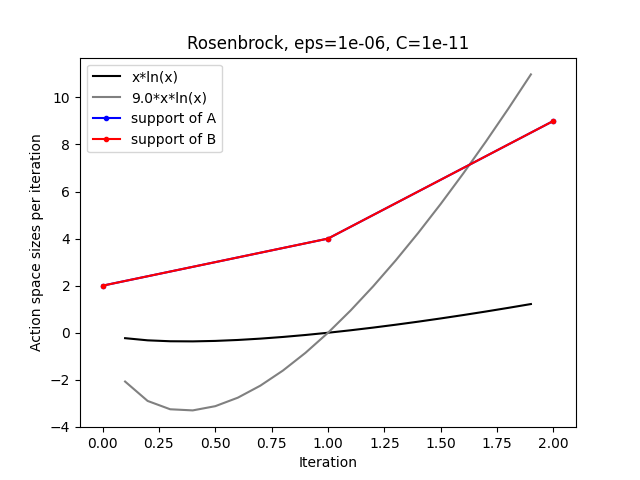 Rosenbrock, eps=1e-06, C=1e-11
x*ln(x)
9.0*x*ln(x)
support of A
support of B
Action space sizes per iteration
10
8
6
4
2
0
−2
−4
0.00 0.25 0.50 0.75 1.00 1.25 1.50 1.75 2.00
Iteration